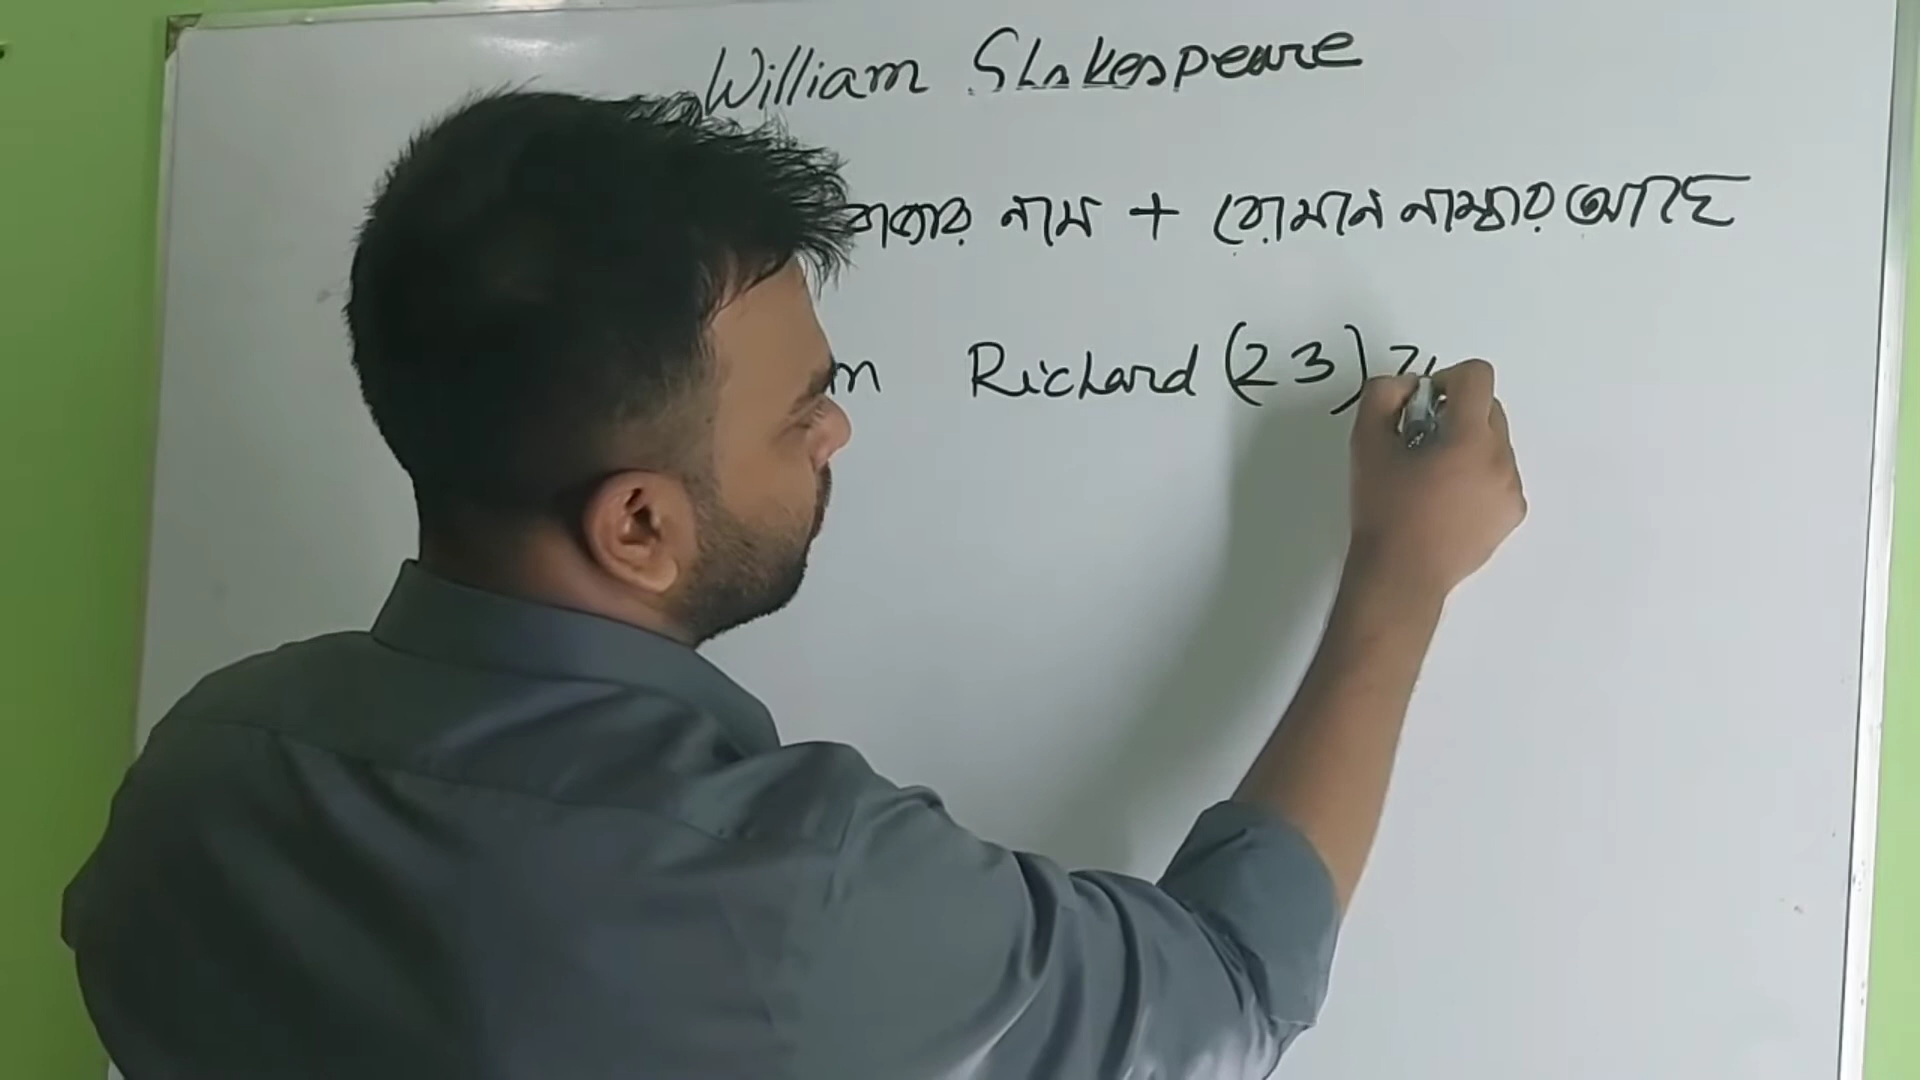 William Shakespeare
নাম + রোমান নাম্বার আছে
Richard (23)